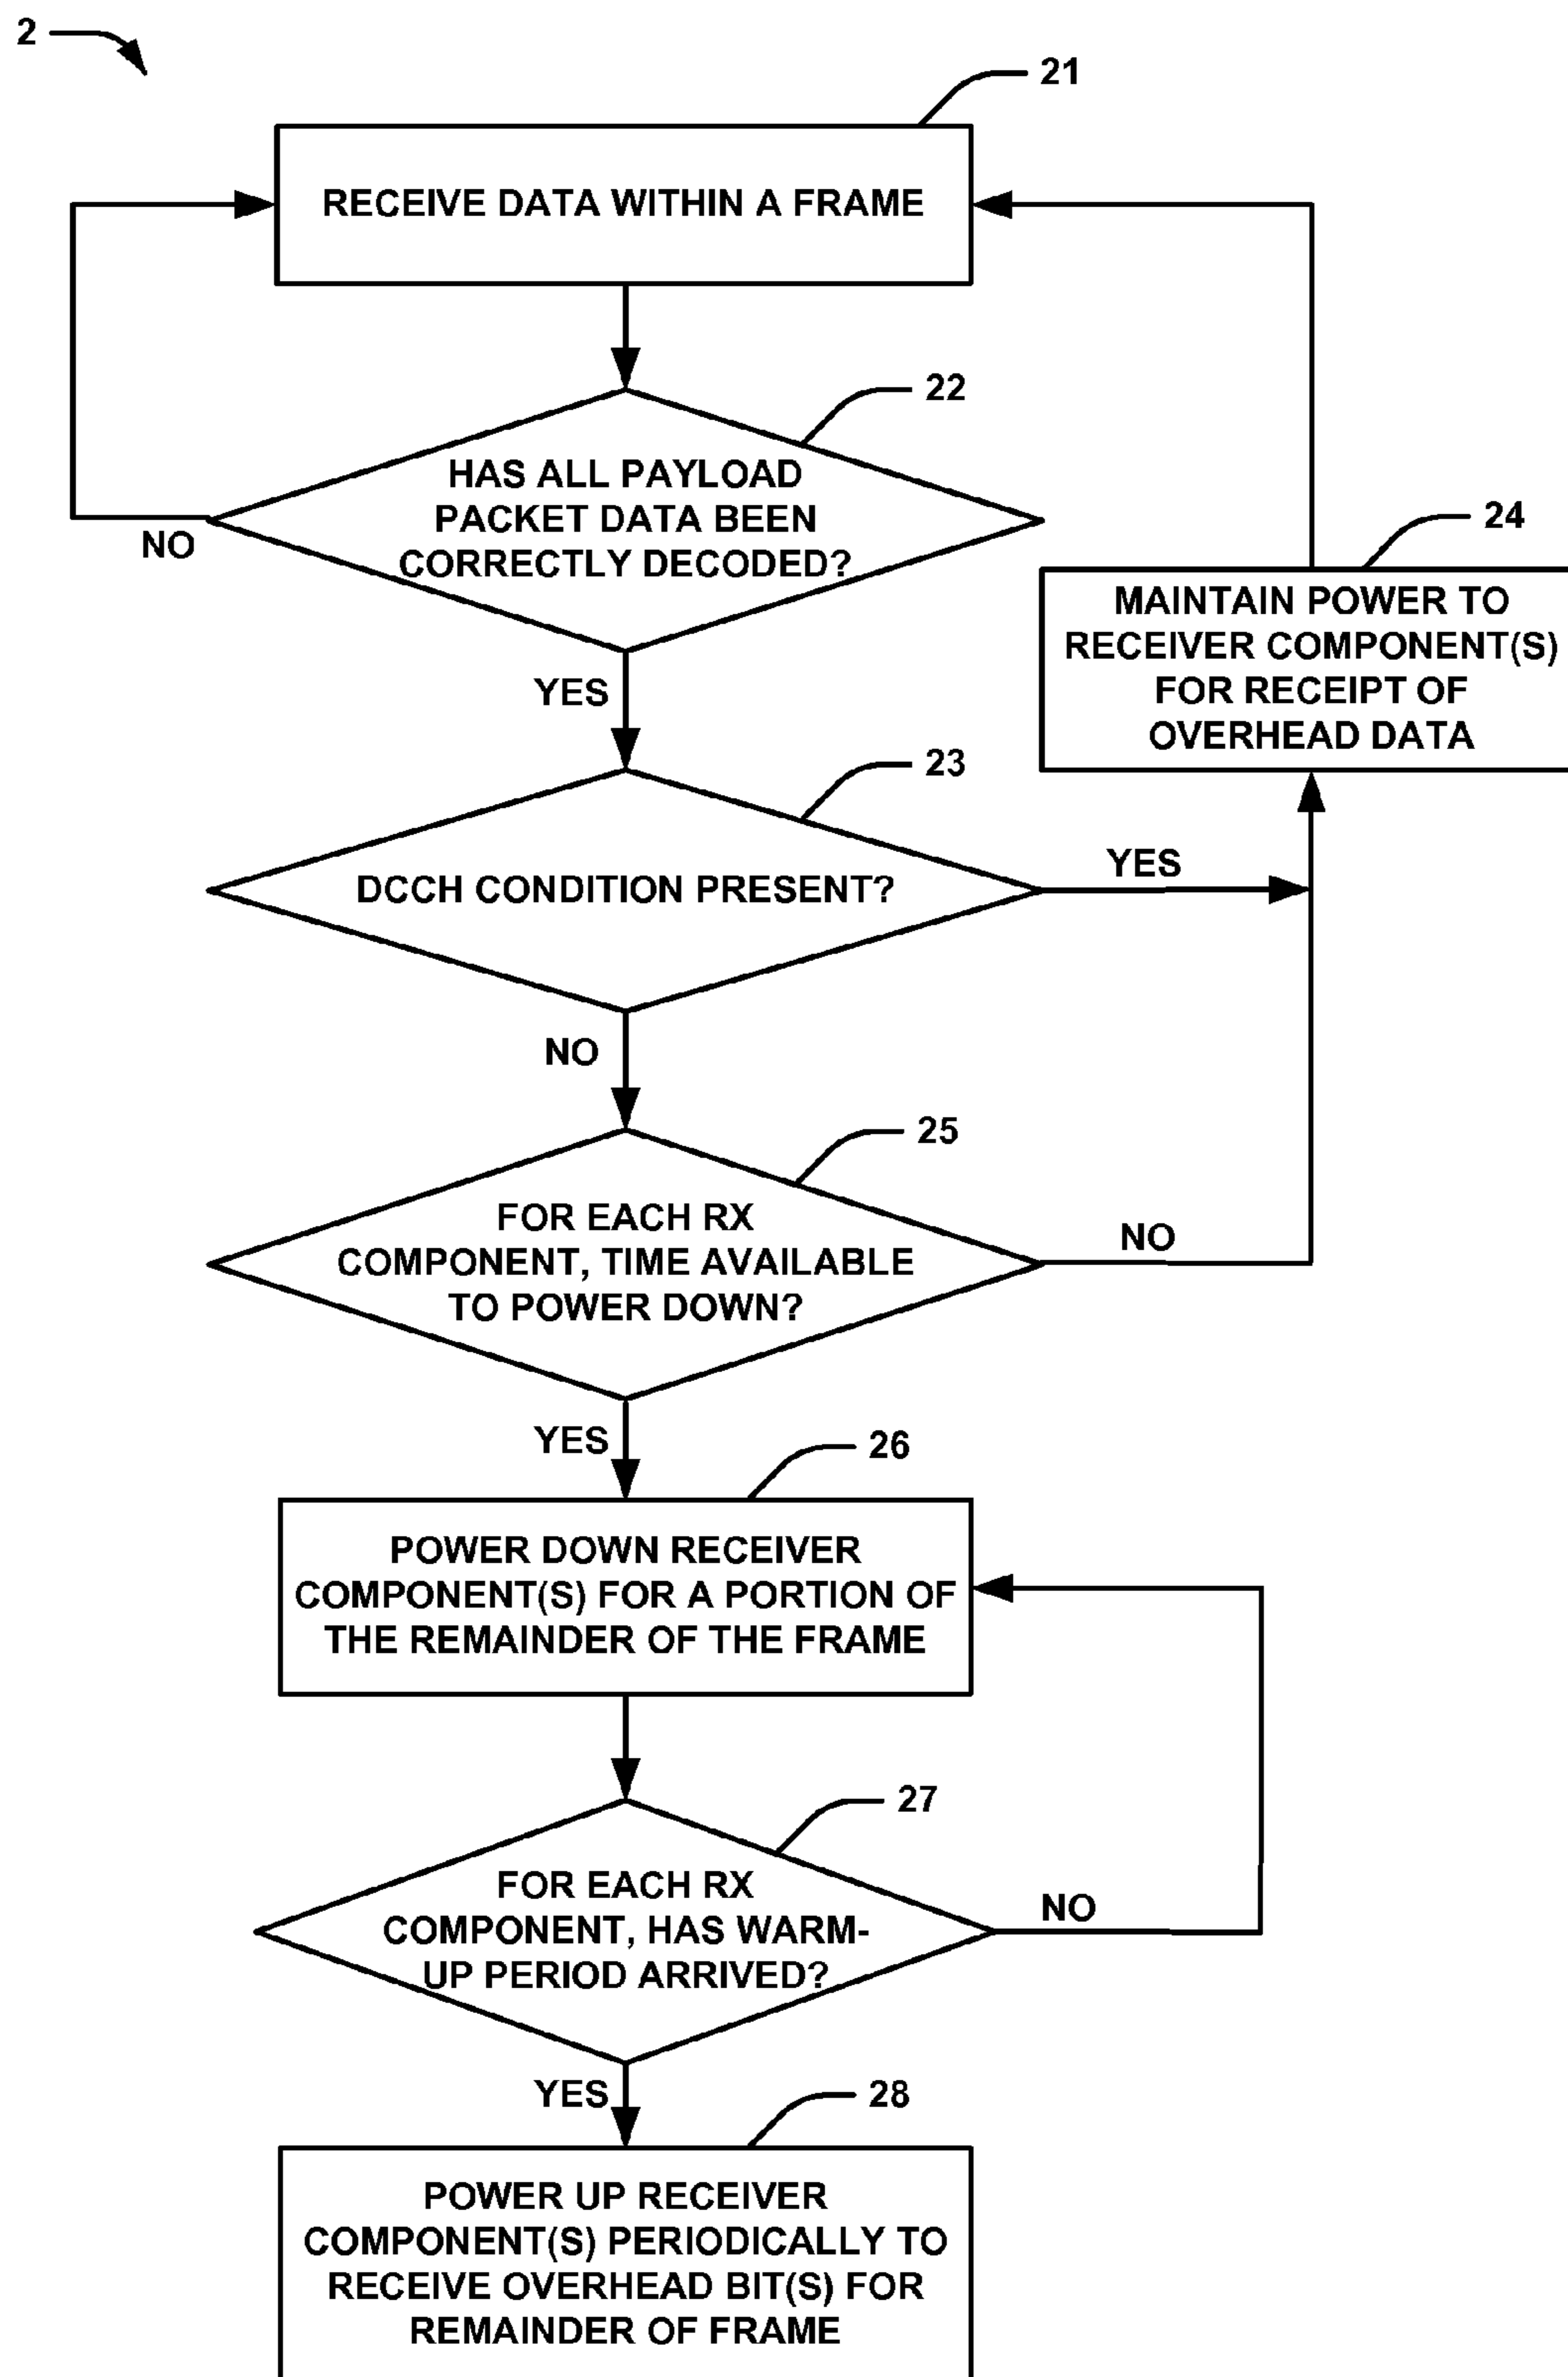 2
21
RECEIVE DATA WITHIN A FRAME
22
HAS ALL PAYLOAD
PACKET DATA BEEN
CORRECTLY DECODED?
NO
24
MAINTAIN POWER TO
RECEIVER COMPONENT(S)
FOR RECEIPT OF
OVERHEAD DATA
YES
23
DCCH CONDITION PRESENT?
YES
NO
25
FOR EACH RX
COMPONENT, TIME AVAILABLE
TO POWER DOWN?
NO
YES
26
POWER DOWN RECEIVER
COMPONENT(S) FOR A PORTION OF
THE REMAINDER OF THE FRAME
27
FOR EACH RX
COMPONENT, HAS WARM-
UP PERIOD ARRIVED?
NO
YES
28
POWER UP RECEIVER
COMPONENT(S) PERIODICALLY TO
RECEIVE OVERHEAD BIT(S) FOR
REMAINDER OF FRAME